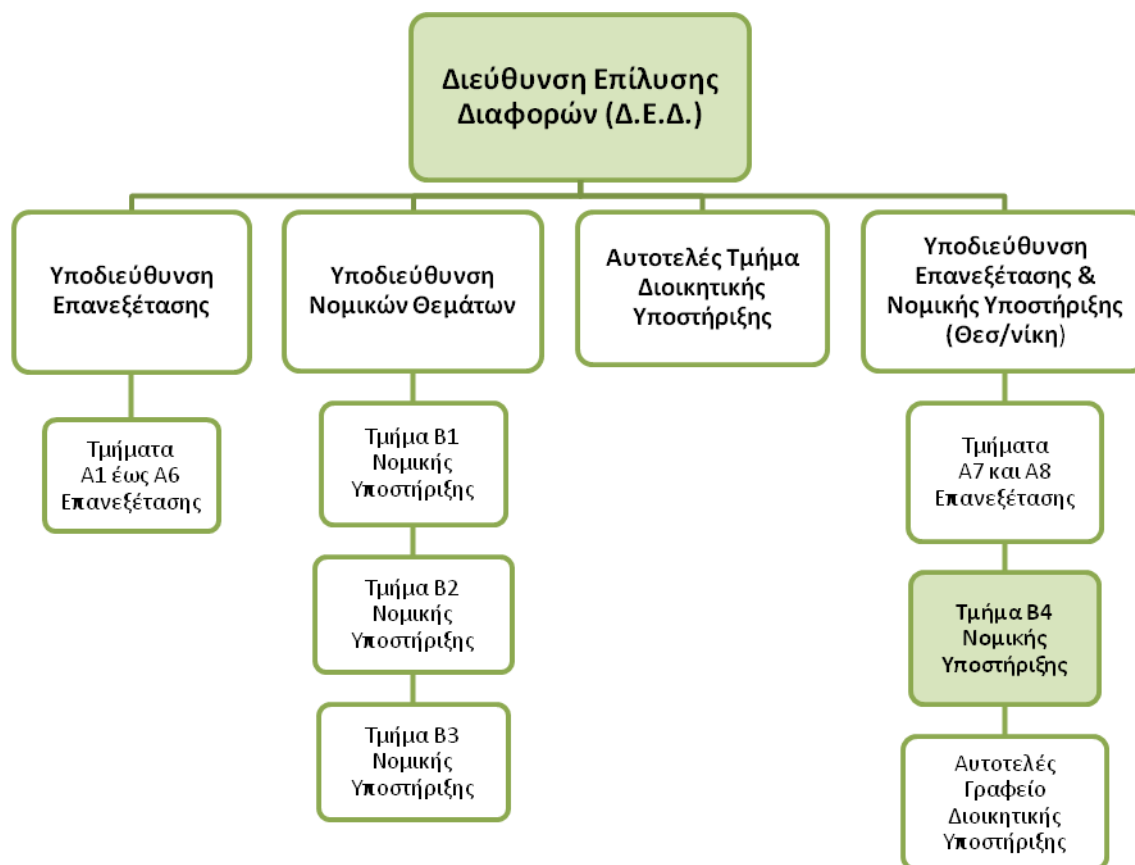 Διεύθυνση Επίλυσης
Διαφορών (Δ.Ε.Δ.)
Υποδιεύθυνση
Επανεξέτασης
Υποδιεύθυνση
Νομικών Θεμάτων
Αυτοτελές Τμήμα
Διοικητικής
Υποστήριξης
Υποδιεύθυνση
Επανεξέτασης &
Νομικής Υποστήριξης
(Θεσ/νίκη)
Τμήματα
Α1 έως Α6
Επανεξέτασης
Τμήμα Β1
Νομικής
Υποστήριξης
Τμήμα Β2
Νομικής
Υποστήριξης
Τμήμα Β3
Νομικής
Υποστήριξης
Τμήματα
Α7 και Α8
Επανεξέτασης
Τμήμα Β4
Νομικής
Υποστήριξης
Αυτοτελές
Γραφείο
Διοικητικής
Υποστήριξης